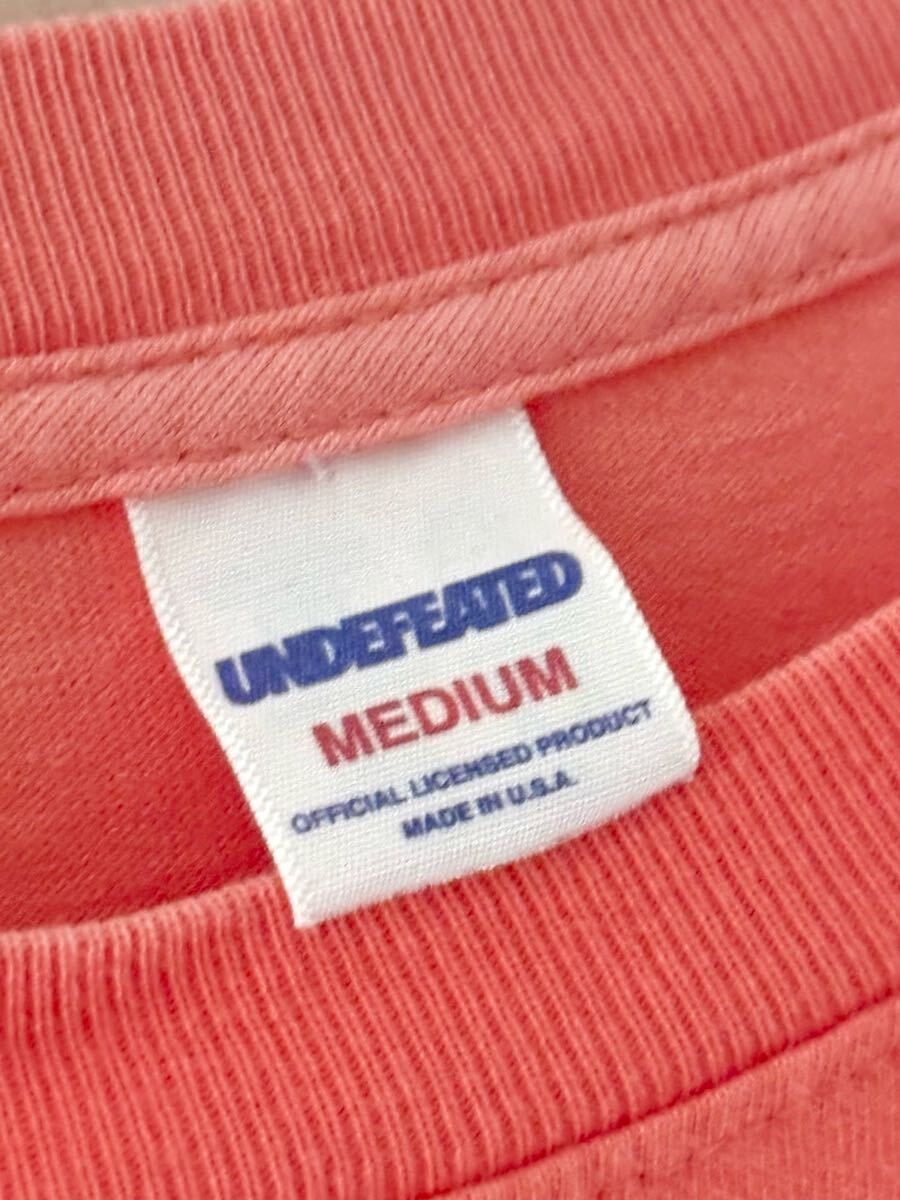 UNDEFEATED
MEDIUM
OFFICIAL LICENSED PRODUCT
MADE IN U.S.A.